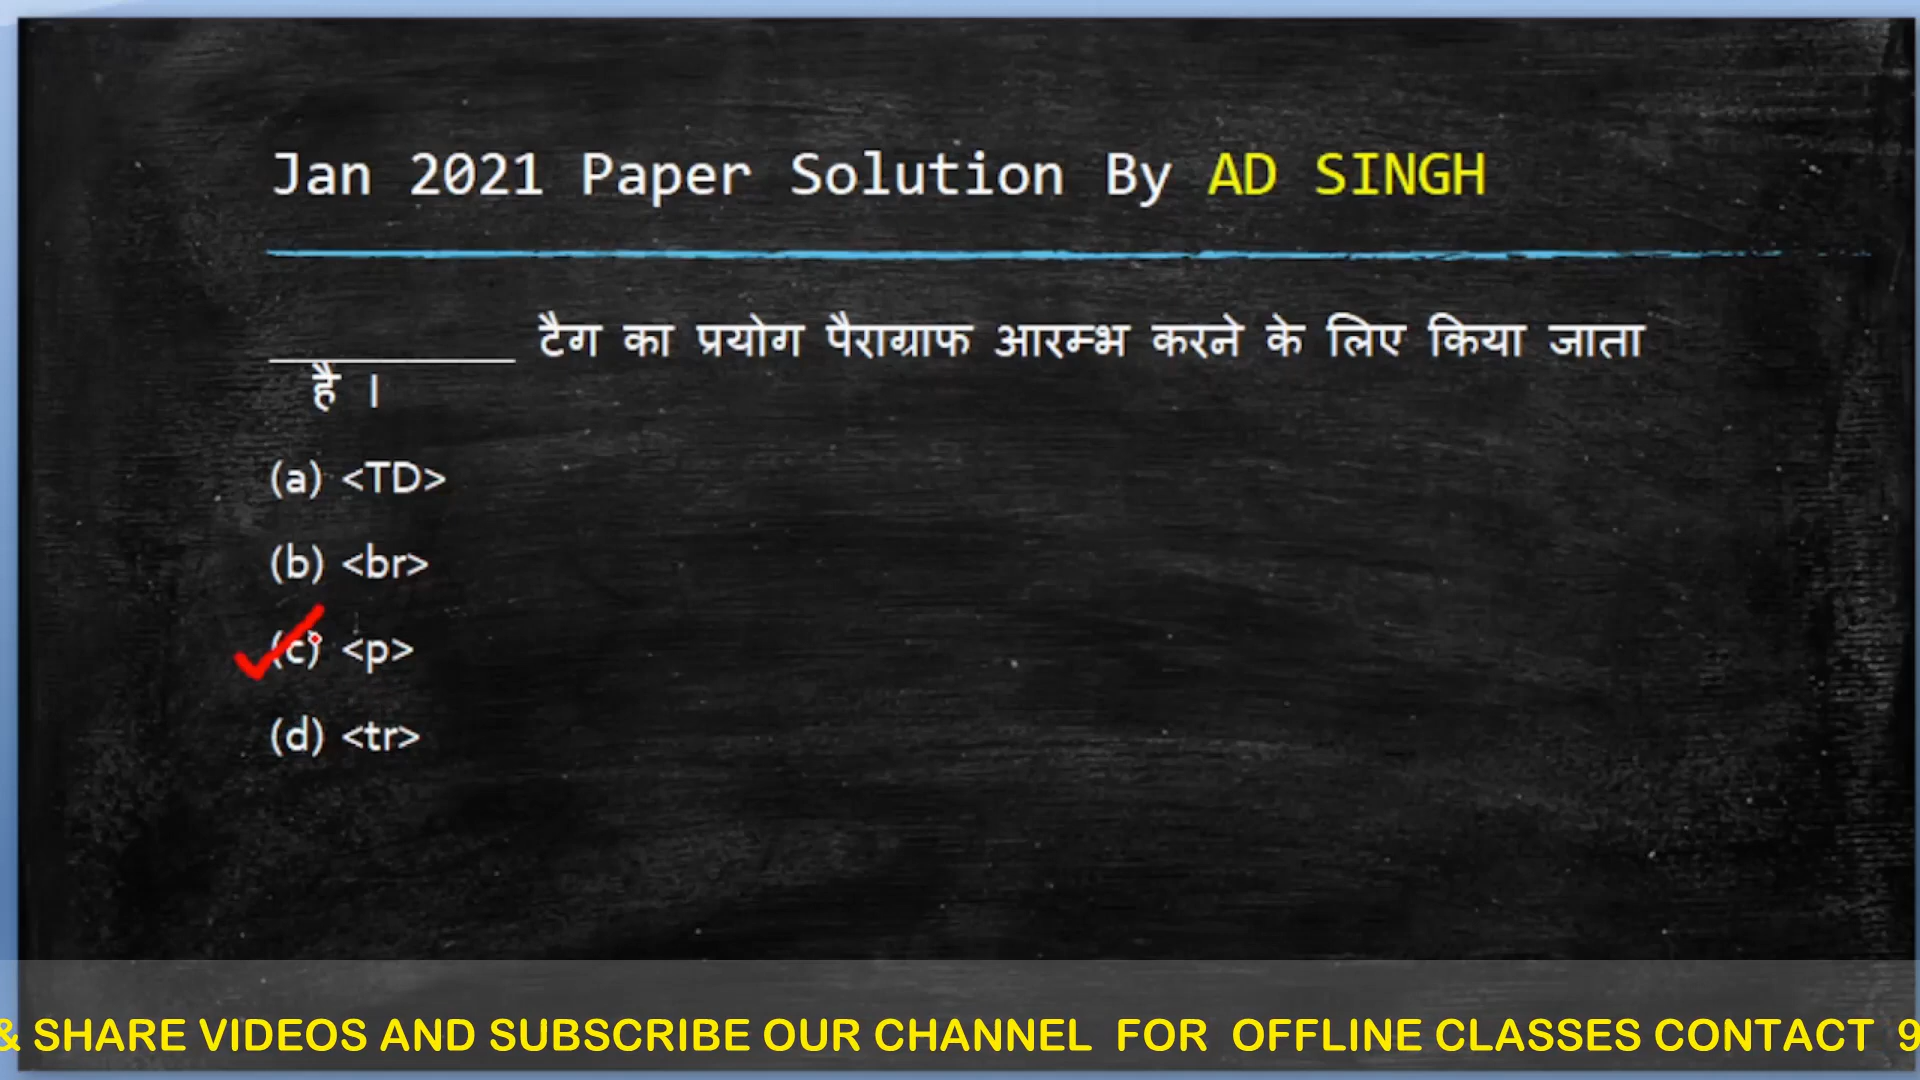 Jan 2021 Paper Solution By AD SINGH
__________ टैग का प्रयोग पैराग्राफ आरम्भ करने के लिए किया जाता
है ।
(a) <TD>
(b) <br>
(c) <p>
(d) <tr>
& SHARE VIDEOS AND SUBSCRIBE OUR CHANNEL FOR OFFLINE CLASSES CONTACT 9